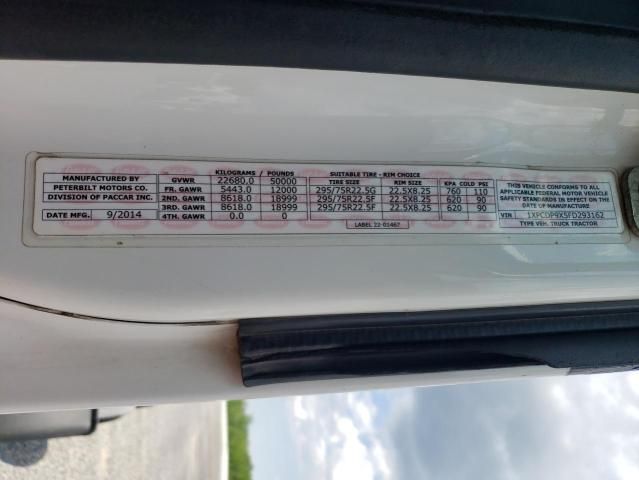 MANUFACTURED BY
PETERBILT MOTORS CO.
DIVISION OF PACCAR INC.
DATE MFG. 9/2014
KILOGRAMS / POUNDS
GVWR 22680.0 50000
FR. GAWR 5443.0 12000
2ND. GAWR 8618.0 18999
3RD. GAWR 8618.0 18999
4TH. GAWR 0.0 0
SUITABLE TIRE - RIM CHOICE
TIRE SIZE RIM SIZE KPA COLD PSI
295/75R22.5G 22.5X8.25 760 110
295/75R22.5F 22.5X8.25 620 90
295/75R22.5F 22.5X8.25 620 90
LABEL 22-01467
THIS VEHICLE CONFORMS TO ALL
APPLICABLE FEDERAL MOTOR VEHICLE
SAFETY STANDARDS IN EFFECT ON THE
DATE OF MANUFACTURE
VIN 1XPCDP9X5FD293162
TYPE VEH. TRUCK TRACTOR